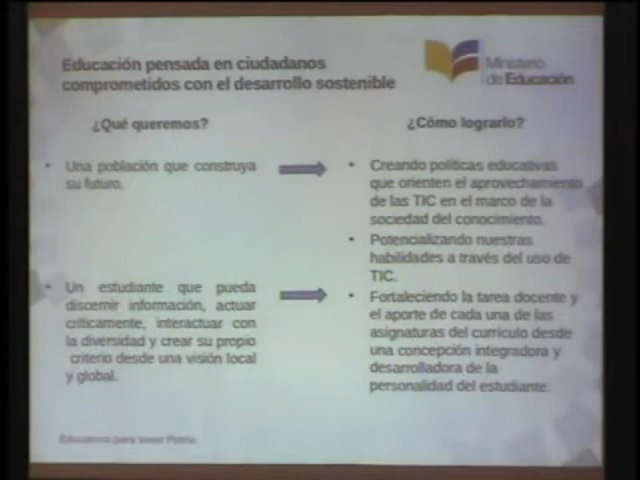 Educación pensada en ciudadanos
comprometidos con el desarrollo sostenible
Ministerio
de Educación
¿Qué queremos?
• Una población que construya
su futuro.
• Un estudiante que pueda
discernir información, actuar
críticamente, interactuar con
la diversidad y crear su propio
criterio desde una visión local
y global.
¿Cómo lograrlo?
• Creando políticas educativas
que orienten el aprovechamiento
de las TIC en el marco de la
sociedad del conocimiento.
• Potencializando nuestras
habilidades a través del uso de
TIC.
• Fortaleciendo la tarea docente y
el aporte de cada una de las
asignaturas del currículo desde
una concepción integradora y
desarrolladora de la
personalidad del estudiante.
Educamos para tener Patria